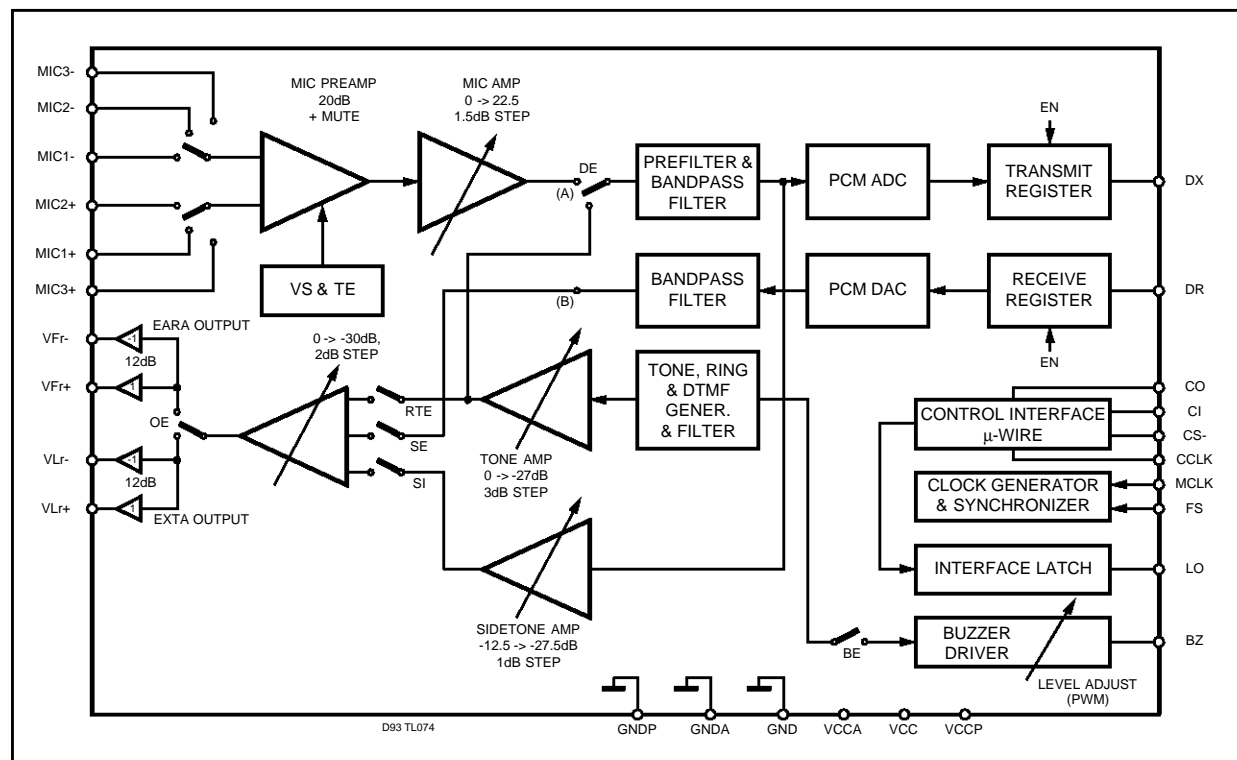 MIC3-
MIC2-
MIC1-
MIC2+
MIC1+
MIC3+
MIC PREAMP
20dB
+ MUTE
MIC AMP
0 -> 22.5
1.5dB STEP
VS & TE
DE
(A)
(B)
PREFILTER &
BANDPASS
FILTER
PCM ADC
EN
TRANSMIT
REGISTER
DX
BANDPASS
FILTER
PCM DAC
RECEIVE
REGISTER
DR
EN
EARA OUTPUT
VFr-
-1
12dB
VFr+
1
OE
VLr-
-1
12dB
VLr+
1
EXTA OUTPUT
0 -> -30dB,
2dB STEP
RTE
SE
SI
TONE AMP
0 -> -27dB
3dB STEP
TONE, RING
& DTMF
GENER.
& FILTER
CONTROL INTERFACE
μ-WIRE
CO
CI
CS-
CCLK
CLOCK GENERATOR
& SYNCHRONIZER
MCLK
FS
INTERFACE LATCH
LO
SIDETONE AMP
-12.5 -> -27.5dB
1dB STEP
BE
BUZZER
DRIVER
BZ
LEVEL ADJUST
(PWM)
D93 TL074
GNDP
GNDA
GND
VCCA
VCC
VCCP